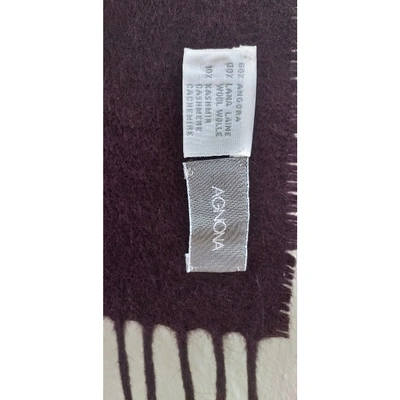 60% ANGORA
30% LANA LAINE
WOOL WOLLE
10% KASHMIR
CASHMERE
CACHEMIRE
AGNONA